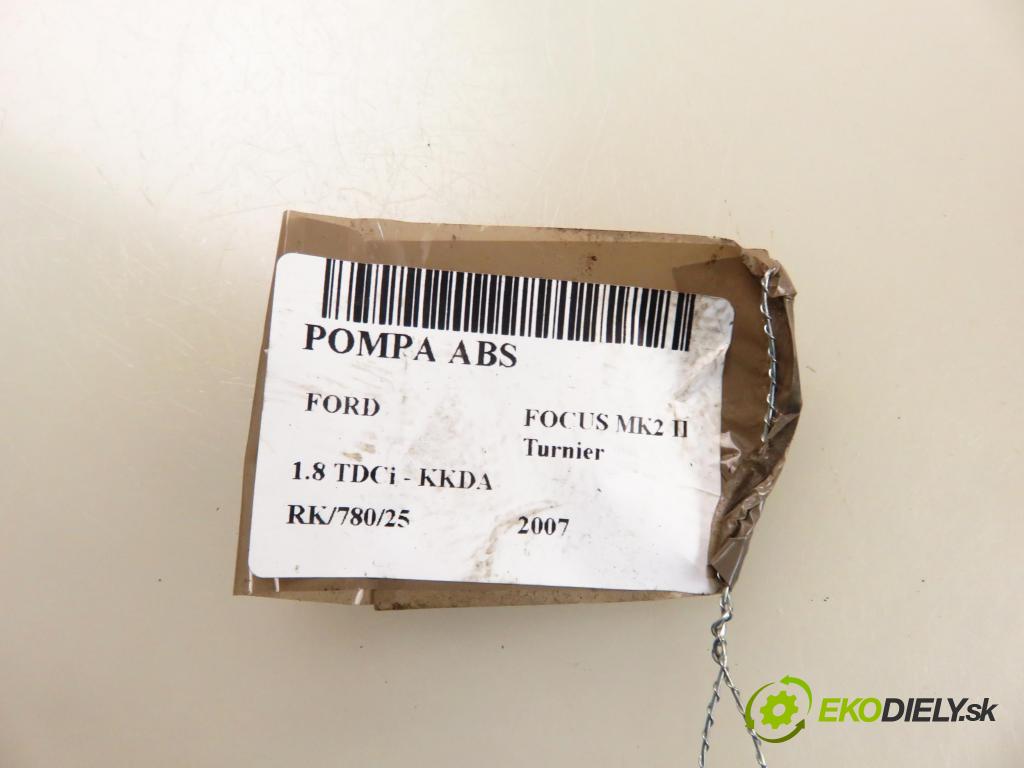 POMPA ABS
FORD
FOCUS MK2 II
Turnier
1.8 TDCi - KKDA
RK/780/25
2007
EKODIELY.sk